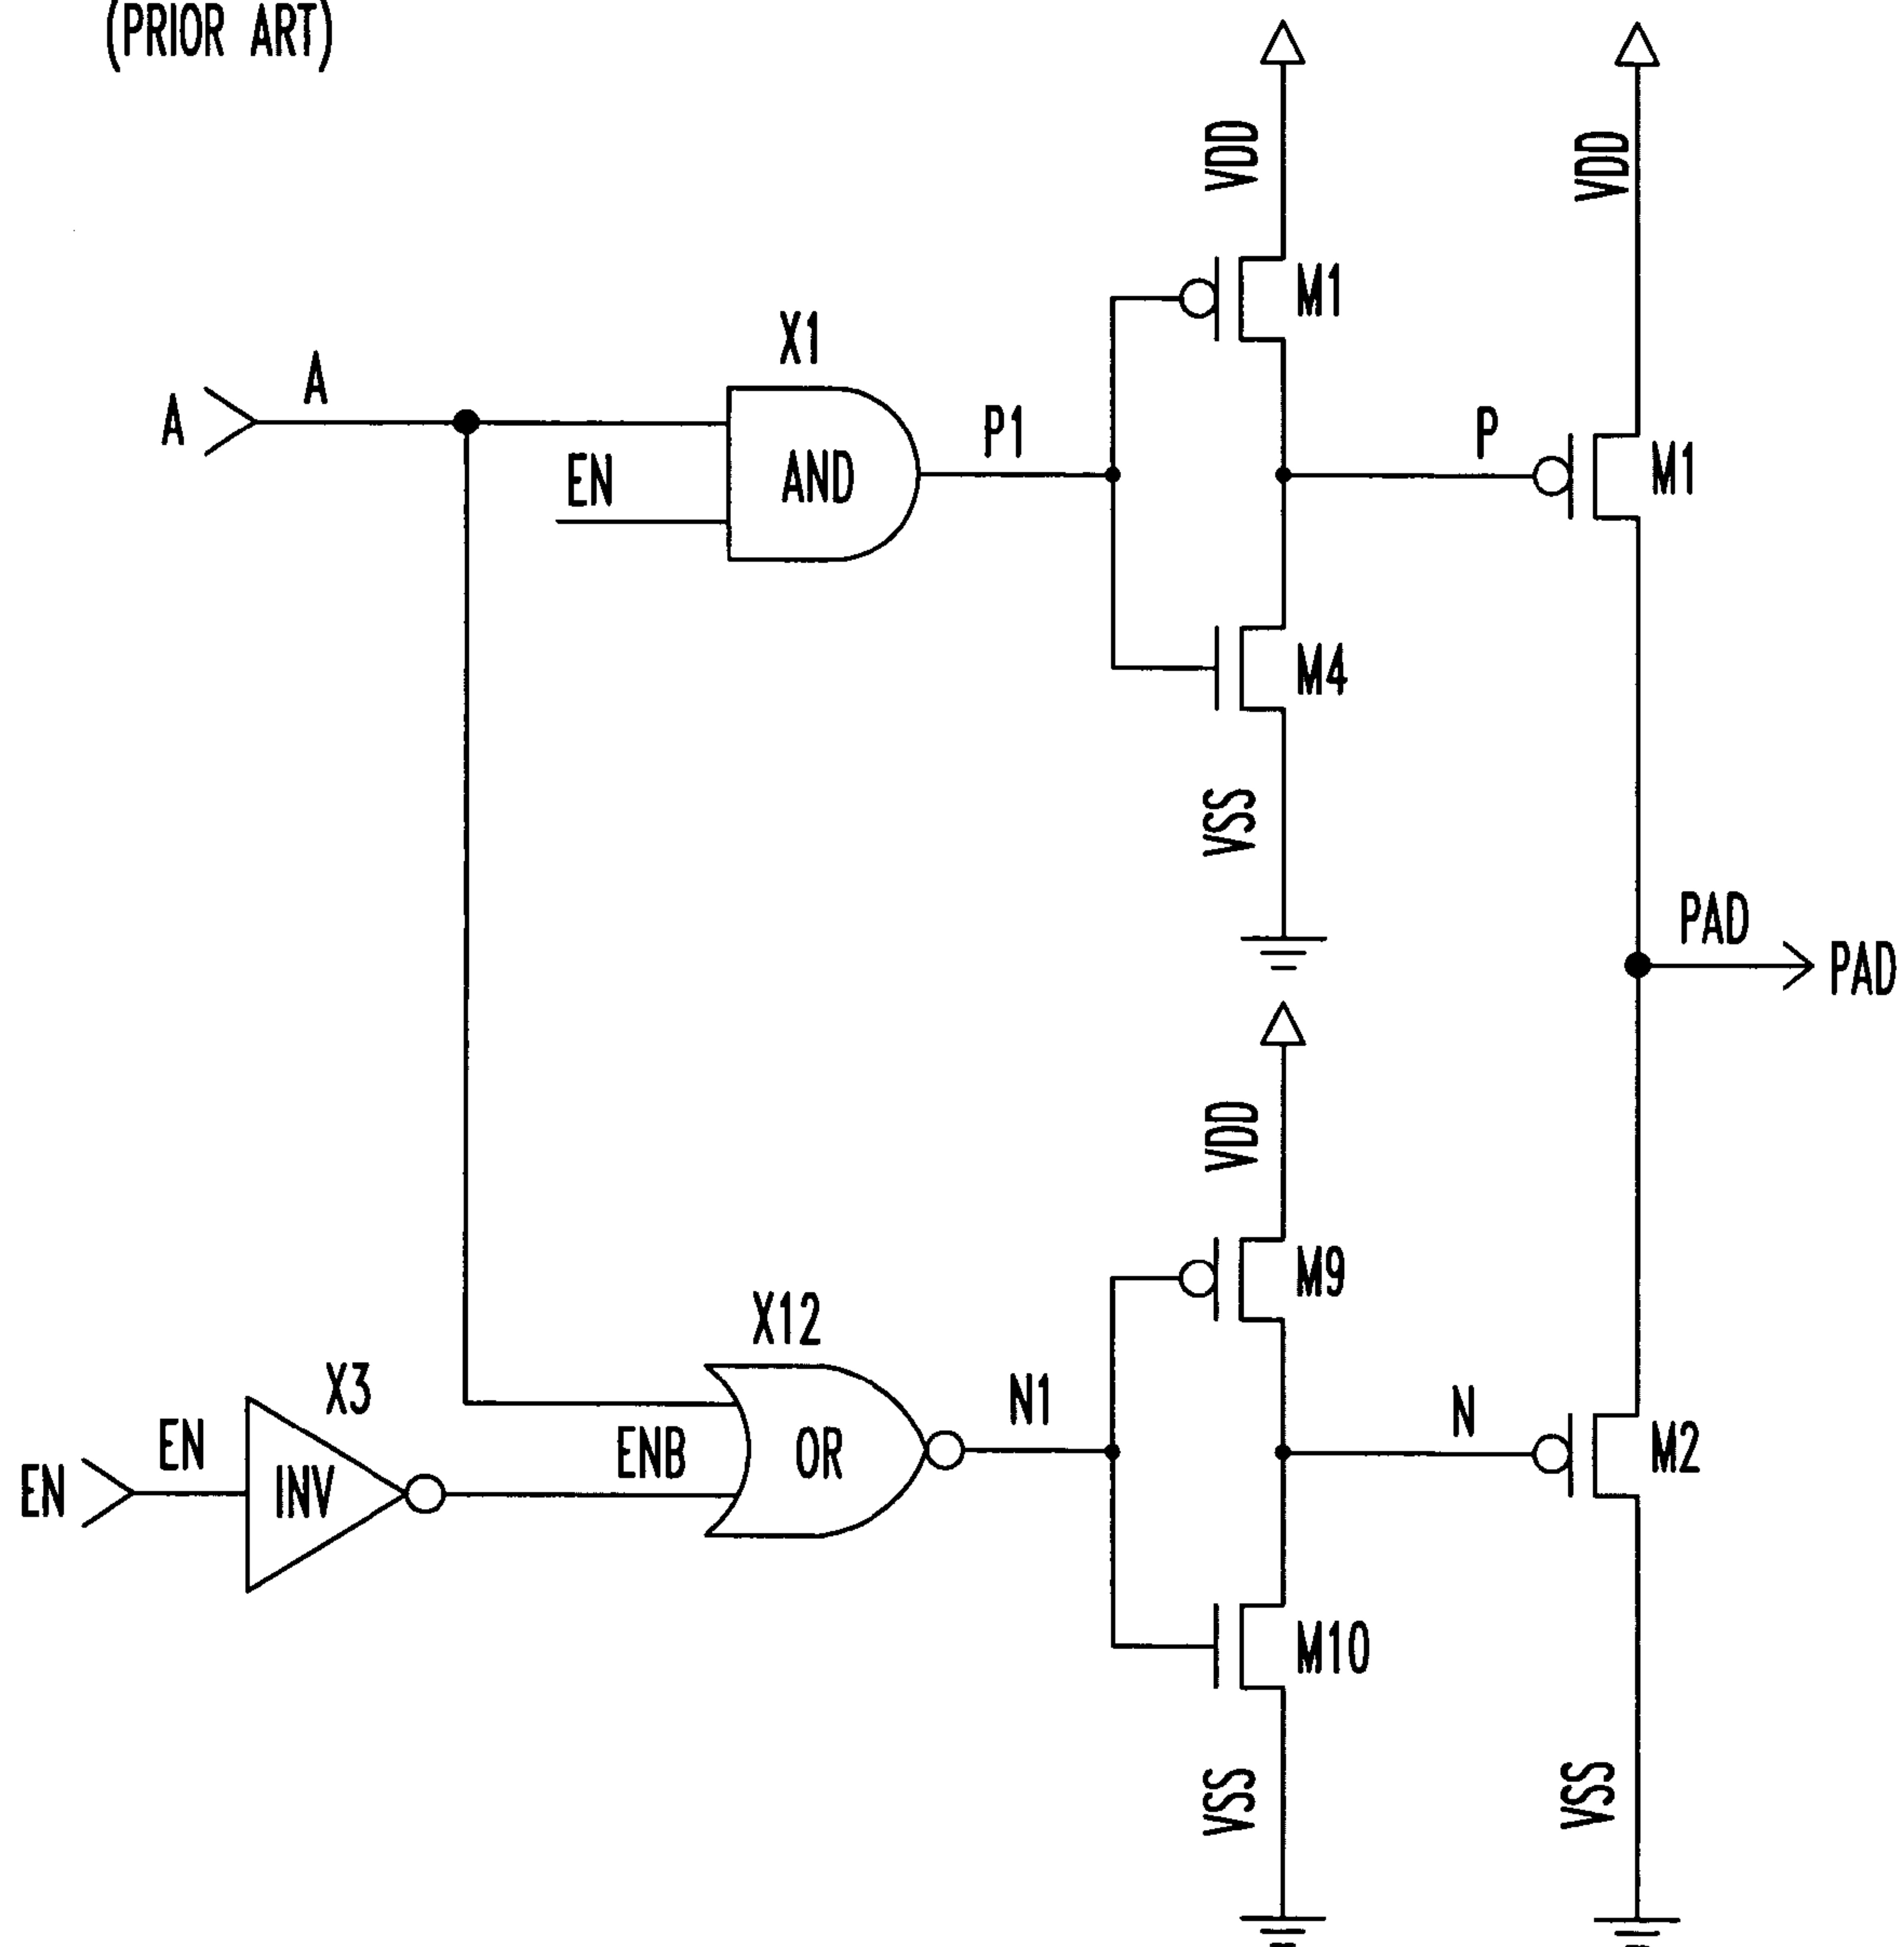 (PRIOR ART)
VDD
VDD
M1
X1
A
A
P1
P
M1
EN
AND
M4
VSS
PAD
PAD
VDD
M9
X12
X3
N1
N
EN
ENB
OR
M2
EN
INV
M10
VSS
VSS